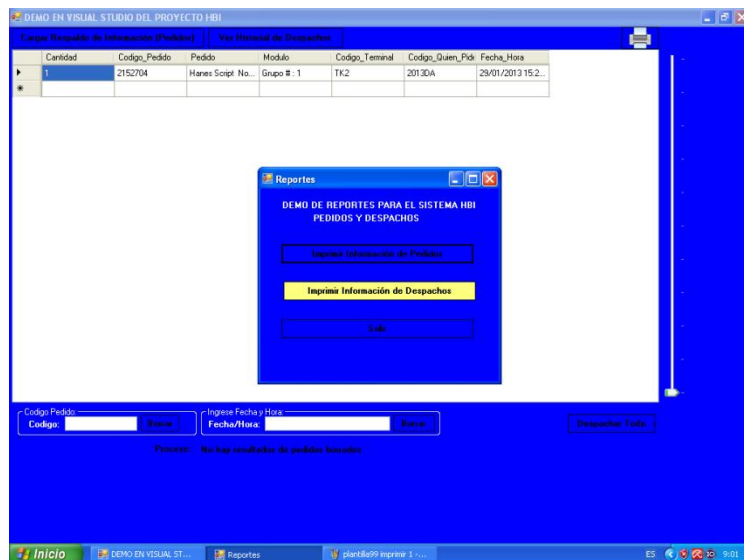 DEMO EN VISUAL STUDIO DEL PROYECTO HBI
Cargar Respaldo de Información (Pedidos) Ver Historial de Despachos
Cantidad Codigo_Pedido Pedido Modulo Codigo_Terminal Codigo_Quien_Pidi Fecha_Hora
1 2152704 Hanes Script No... Grupo # : 1 TK2 2013DA 29/01/2013 15:2...
Reportes
DEMO DE REPORTES PARA EL SISTEMA HBI
PEDIDOS Y DESPACHOS
Imprimir Información de Pedidos
Imprimir Información de Despachos
Salir
Codigo Pedido:
Codigo: Buscar
Ingrese Fecha y Hora:
Fecha/Hora: Buscar
Despachar Todo
Proceso: No hay resultados de pedidos
Inicio DEMO EN VISUAL ST... Reportes plantilla99 imprimir 1 -... ES 9:01